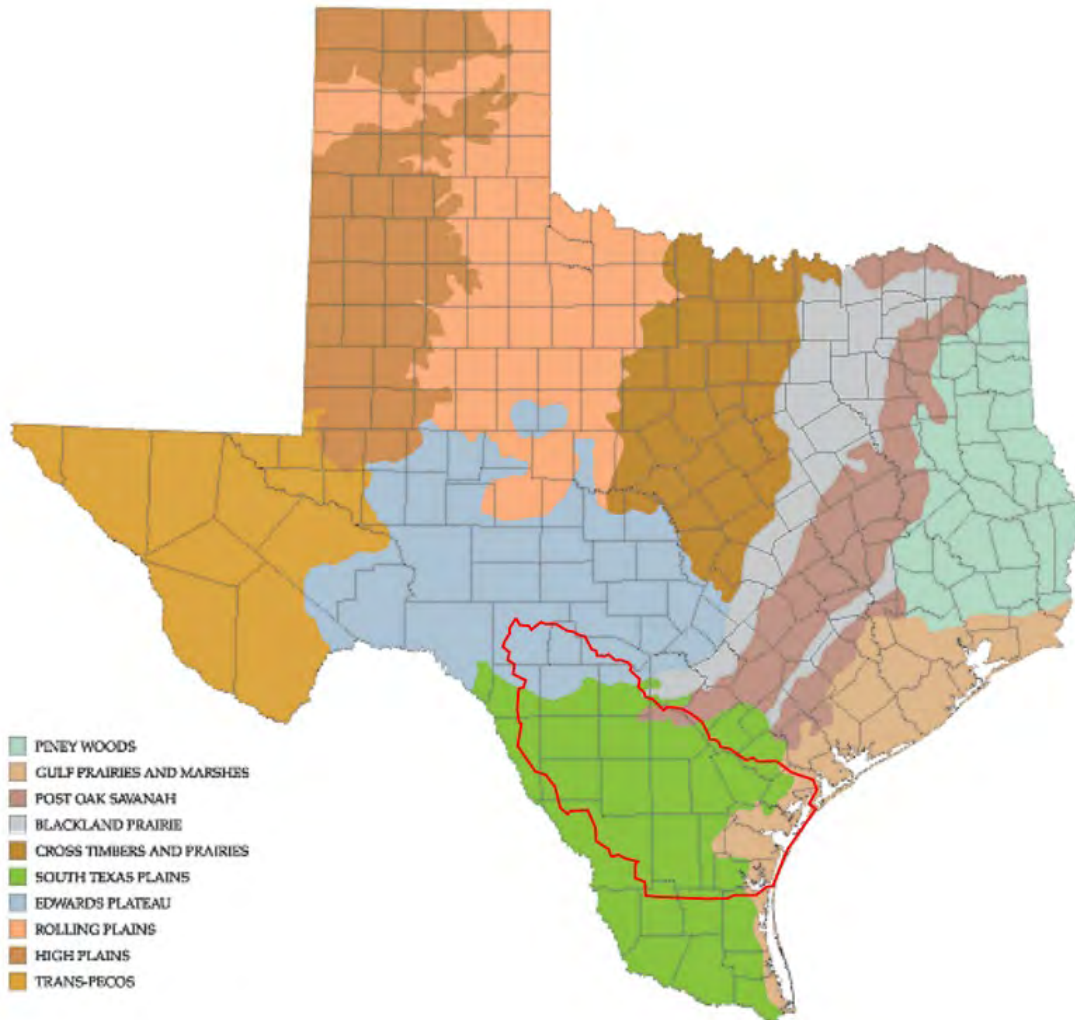 PINEY WOODS
GULF PRAIRIES AND MARSHES
POST OAK SAVANAH
BLACKLAND PRAIRIE
CROSS TIMBERS AND PRAIRIES
SOUTH TEXAS PLAINS
EDWARDS PLATEAU
ROLLING PLAINS
HIGH PLAINS
TRANS-PECOS